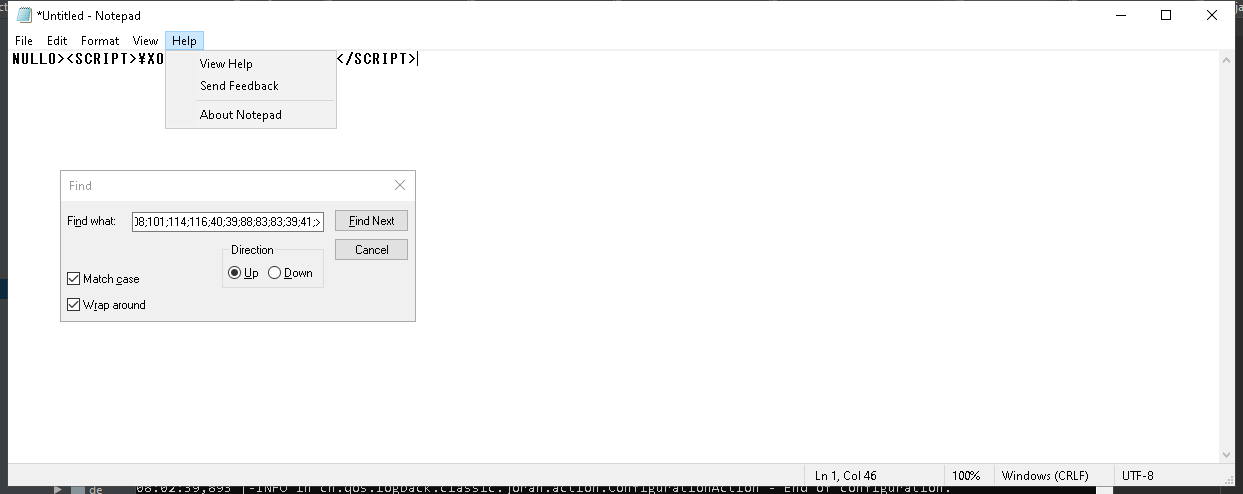 *Untitled - Notepad
File Edit Format View Help
NULLO><SCRIPT>¥XO </SCRIPT>
View Help
Send Feedback
About Notepad
Find
Find what: 08;101;114;116;40;39;88;83;83;39;41;> Find Next
Direction Cancel
Up Down
Match case
Wrap around
Ln 1, Col 46 100% Windows (CRLF) UTF-8
de 08:02:39,893 |-INFO in ch.qos.logback.classic.joran.action.ConfigurationAction - End of configuration.